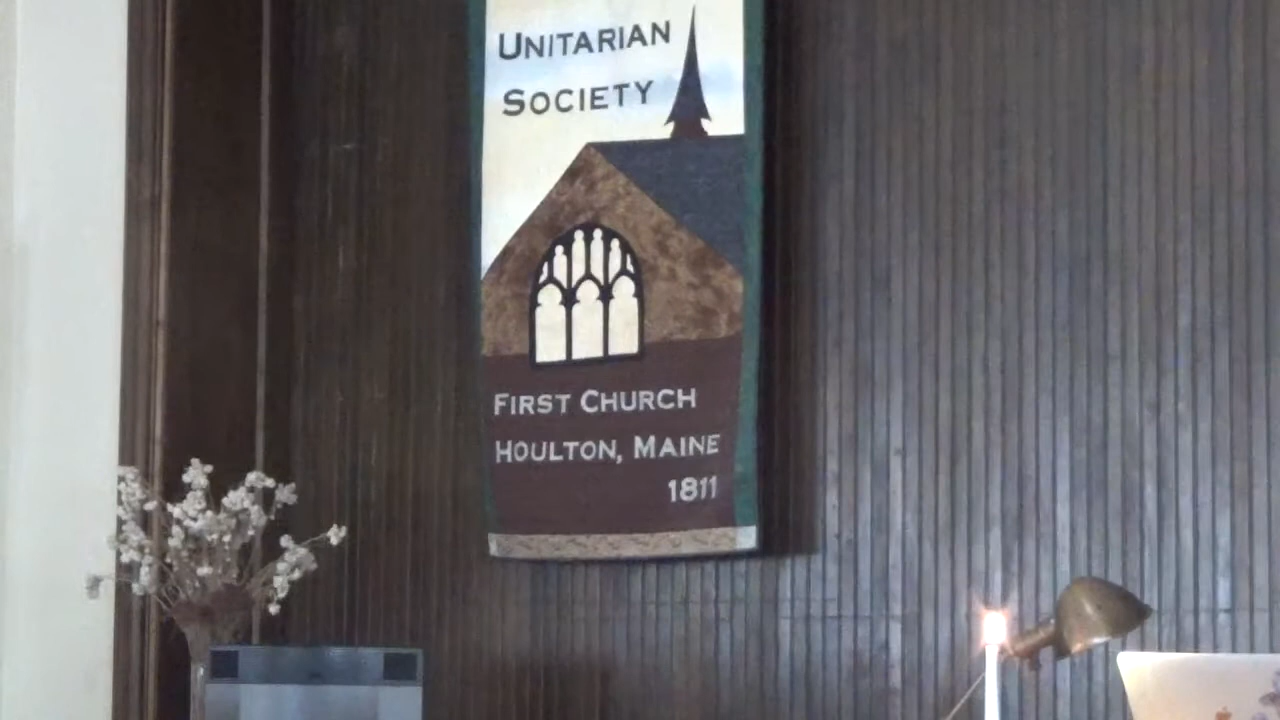 UNITARIAN
SOCIETY
FIRST CHURCH
HOULTON, MAINE
1811